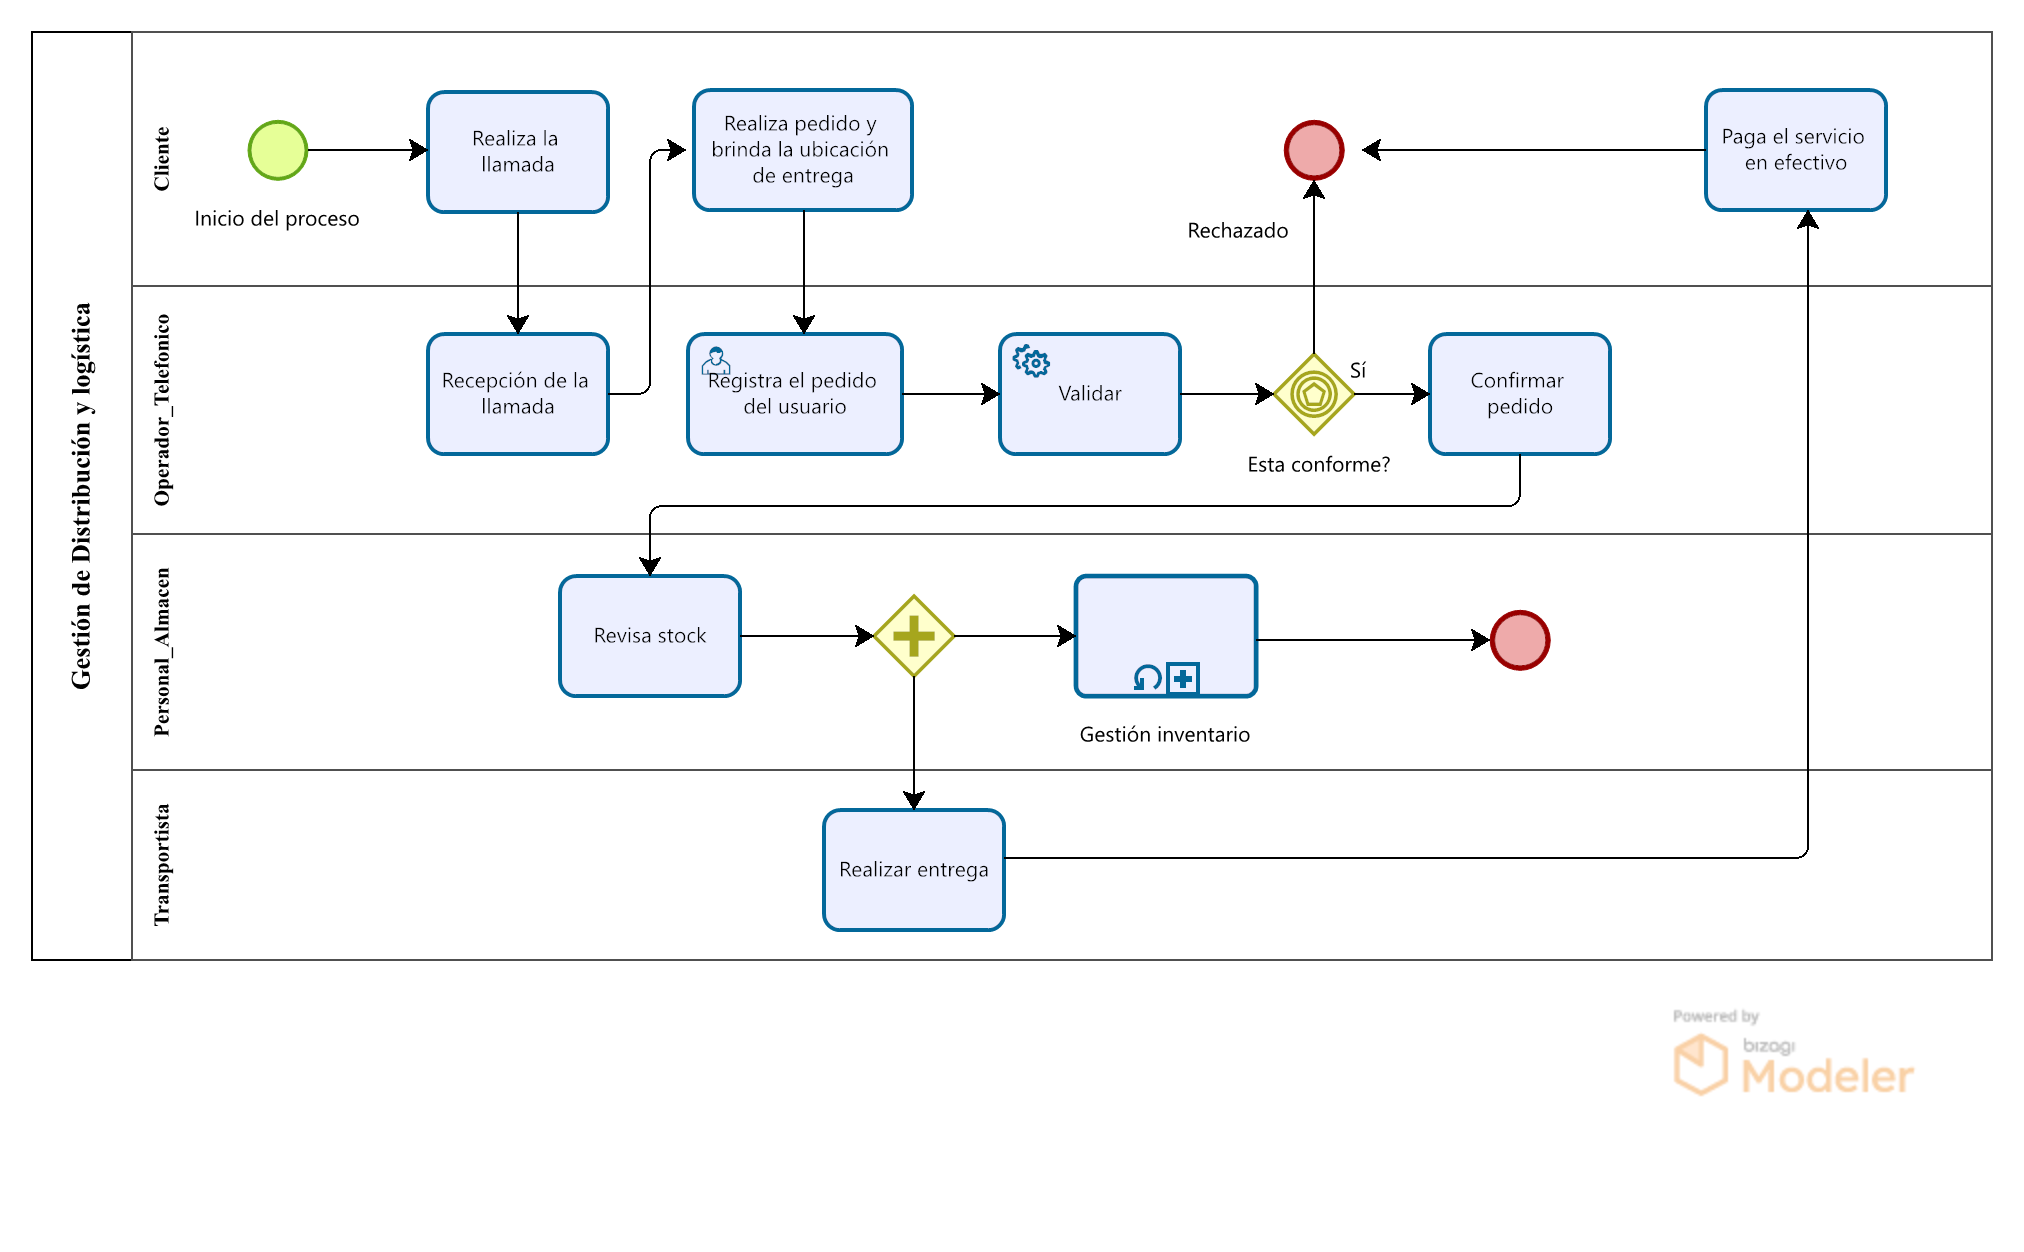 Gestión de Distribución y logística
Cliente
Inicio del proceso
Realiza la
llamada
Realiza pedido y
brinda la ubicación
de entrega
Rechazado
Paga el servicio
en efectivo
Operador_Telefonico
Recepción de la
llamada
Registra el pedido
del usuario
Validar
Esta conforme?
Sí
Confirmar
pedido
Personal_Almacen
Revisa stock
Gestión inventario
Transportista
Realizar entrega
Powered by
bizagi
Modeler